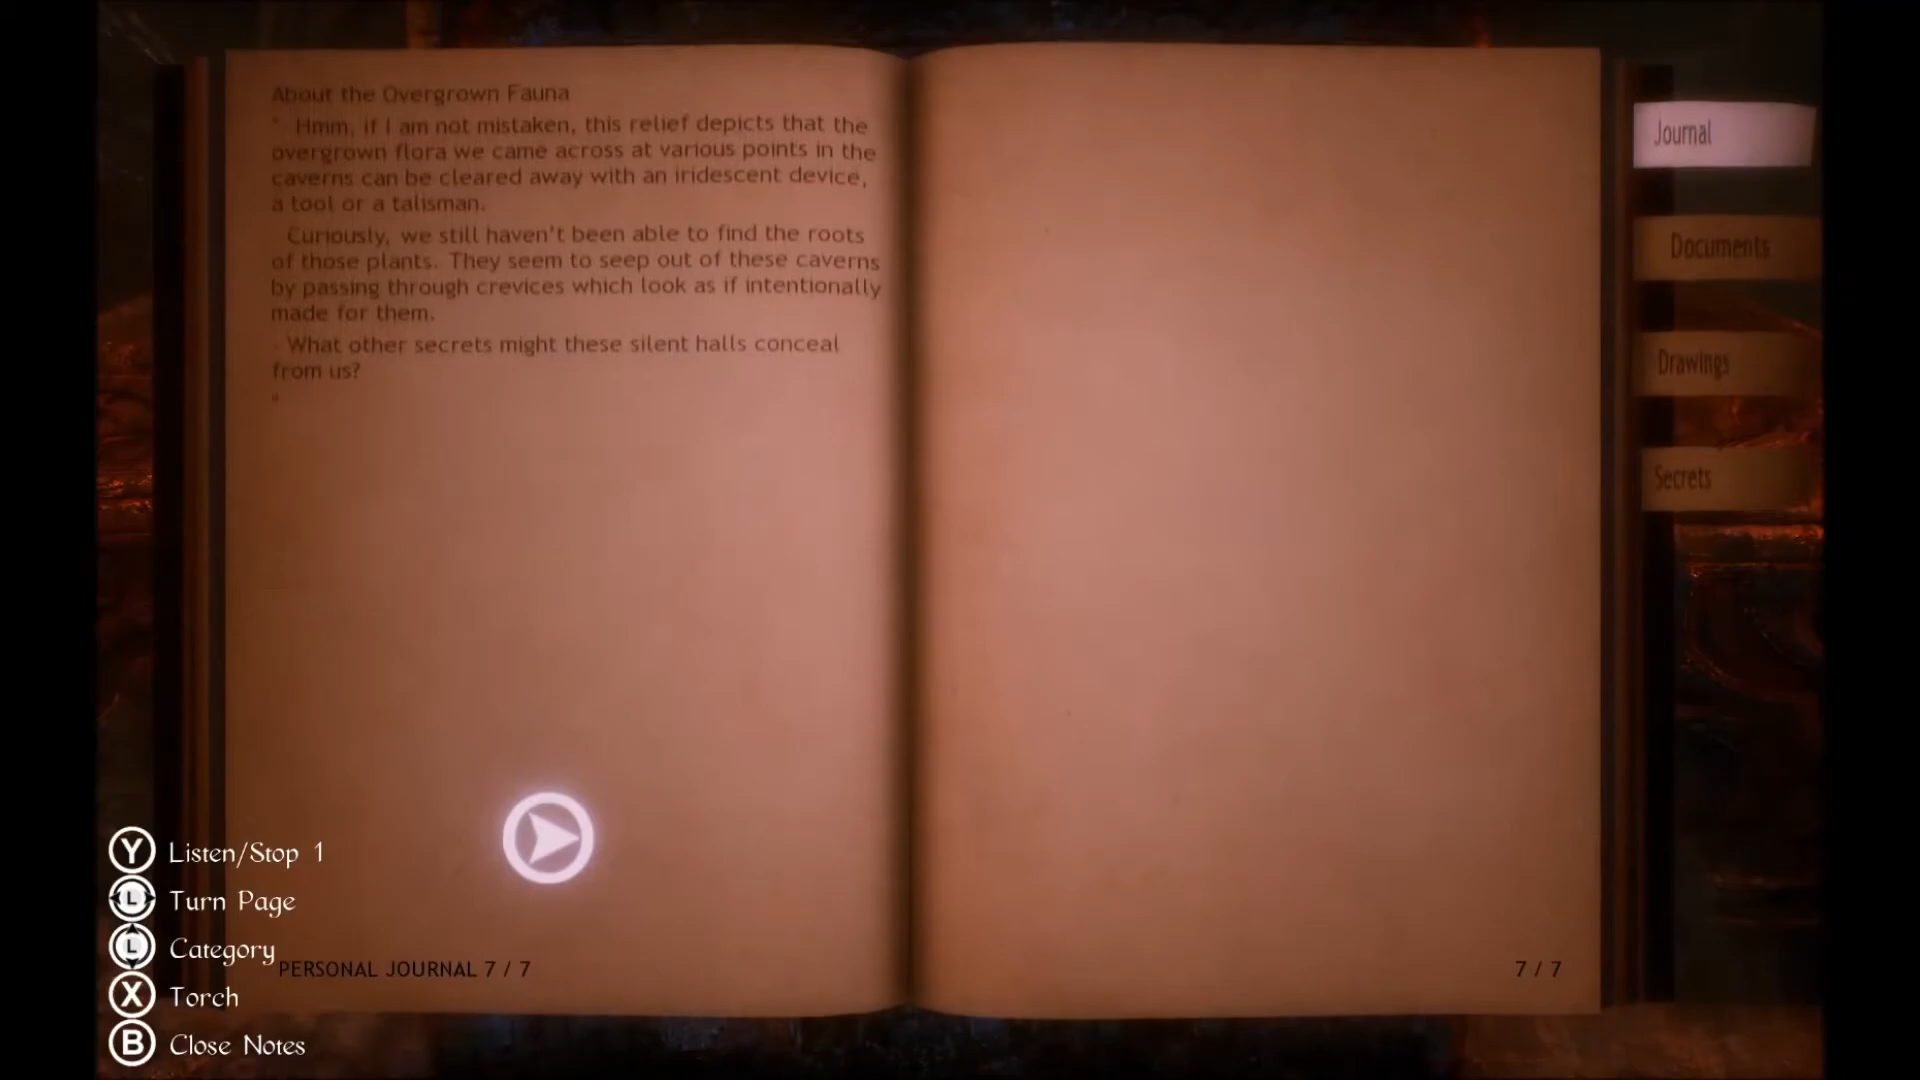 About the Overgrown Fauna
" Hmm, if I am not mistaken, this relief depicts that the
overgrown flora we came across at various points in the
caverns can be cleared away with an iridescent device,
a tool or a talisman.
Curiously, we still haven't been able to find the roots
of those plants. They seem to seep out of these caverns
by passing through crevices which look as if intentionally
made for them.
- What other secrets might these silent halls conceal
from us?
"
Journal
Documents
Drawings
Secrets
Y Listen/Stop 1
L Turn Page
L Category
X Torch
B Close Notes
PERSONAL JOURNAL 7 / 7
7 / 7